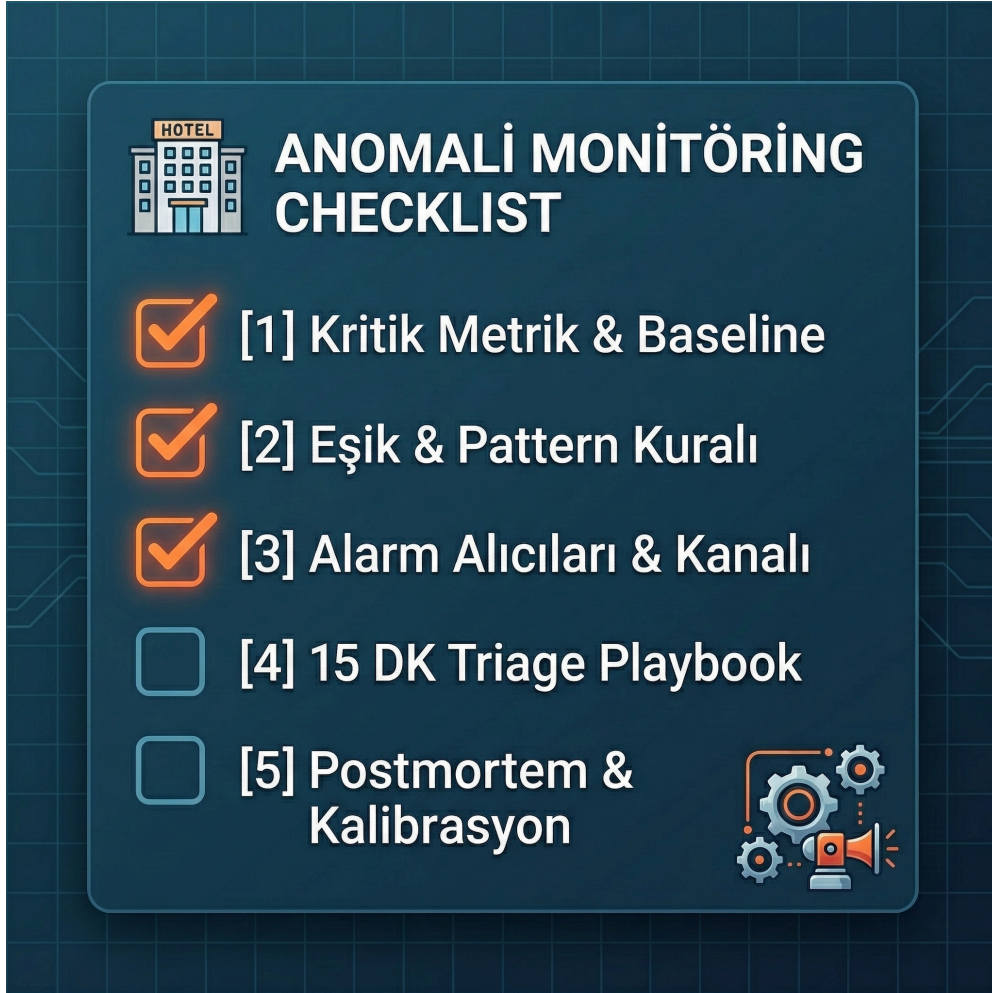 HOTEL
ANOMALİ MONİTÖRİNG
CHECKLIST
[1] Kritik Metrik & Baseline
[2] Eşik & Pattern Kuralı
[3] Alarm Alıcıları & Kanalı
[4] 15 DK Triage Playbook
[5] Postmortem &
Kalibrasyon